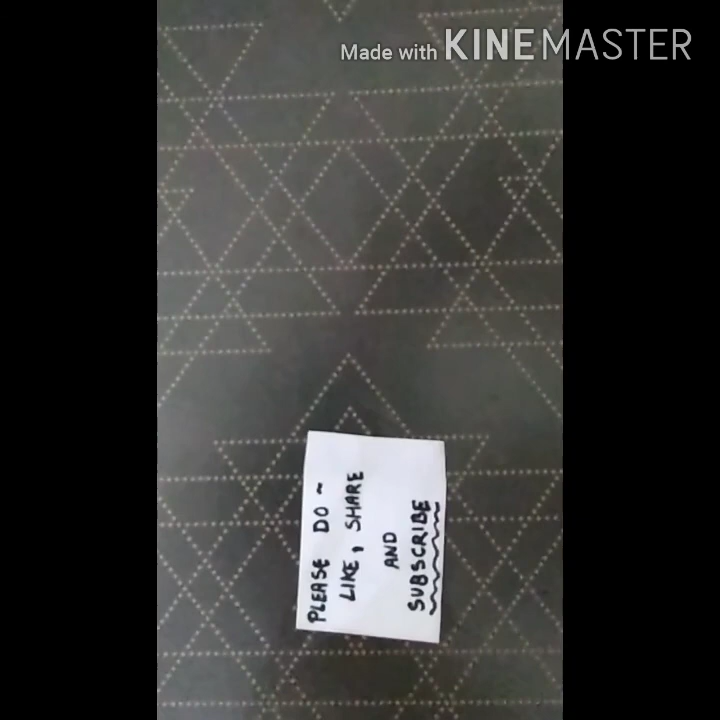 Made with KINEMASTER
PLEASE DO ~
LIKE, SHARE
AND
SUBSCRIBE